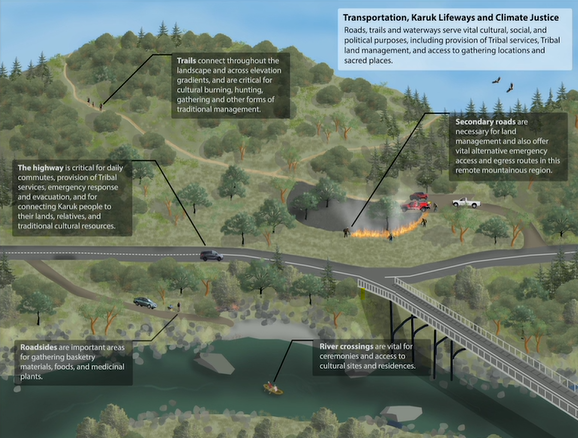 Transportation, Karuk Lifeways and Climate Justice
Roads, trails and waterways serve vital cultural, social, and
political purposes, including provision of Tribal services, Tribal
land management, and access to gathering locations and
sacred places.
Trails connect throughout the
landscape and across elevation
gradients, and are critical for
cultural burning, hunting,
gathering and other forms of
traditional management.
Secondary roads are
necessary for land
management and also offer
vital alternative emergency
access and egress routes in this
remote mountainous region.
The highway is critical for daily
commutes, provision of Tribal
services, emergency response
and evacuation, and for
connecting Karuk people to
their lands, relatives, and
traditional cultural resources.
Roadsides are important areas
for gathering basketry
materials, foods, and medicinal
plants.
River crossings are vital for
ceremonies and access to
cultural sites and residences.